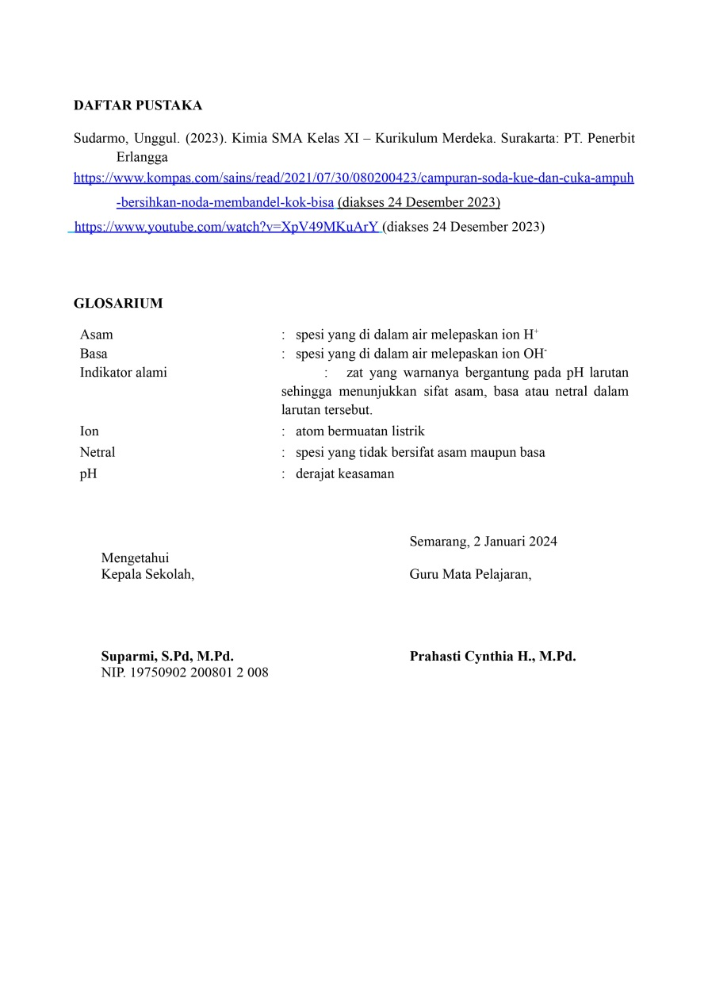 DAFTAR PUSTAKA
Sudarmo, Unggul. (2023). Kimia SMA Kelas XI – Kurikulum Merdeka. Surakarta: PT. Penerbit
Erlangga
https://www.kompas.com/sains/read/2021/07/30/080200423/campuran-soda-kue-dan-cuka-ampuh
-bersihkan-noda-membandel-kok-bisa (diakses 24 Desember 2023)
https://www.youtube.com/watch?v=XpV49MKuArY (diakses 24 Desember 2023)
GLOSARIUM
Asam : spesi yang di dalam air melepaskan ion H⁺
Basa : spesi yang di dalam air melepaskan ion OH⁻
Indikator alami : zat yang warnanya bergantung pada pH larutan
sehingga menunjukkan sifat asam, basa atau netral dalam
larutan tersebut.
Ion : atom bermuatan listrik
Netral : spesi yang tidak bersifat asam maupun basa
pH : derajat keasaman
Semarang, 2 Januari 2024
Mengetahui
Kepala Sekolah, Guru Mata Pelajaran,
Suparmi, S.Pd, M.Pd. Prahasti Cynthia H., M.Pd.
NIP. 19750902 200801 2 008